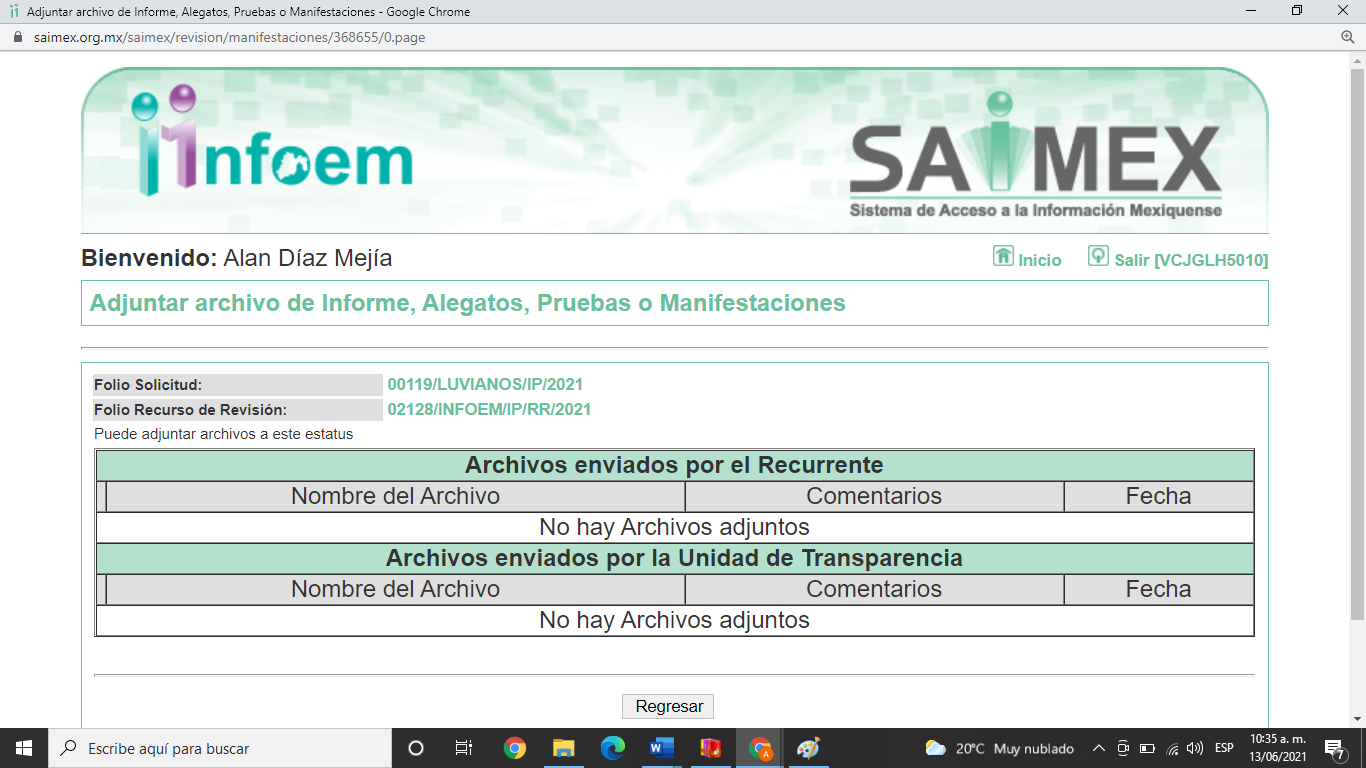 Adjuntar archivo de Informe, Alegatos, Pruebas o Manifestaciones - Google Chrome
saimex.org.mx/saimex/revision/manifestaciones/368655/0.page
infoem
SAIMEX
Sistema de Acceso a la Información Mexiquense
Bienvenido: Alan Díaz Mejía
Inicio
Salir [VCJGLH5010]
Adjuntar archivo de Informe, Alegatos, Pruebas o Manifestaciones
Folio Solicitud: 00119/LUVIANOS/IP/2021
Folio Recurso de Revisión: 02128/INFOEM/IP/RR/2021
Puede adjuntar archivos a este estatus
Archivos enviados por el Recurrente
Nombre del Archivo Comentarios Fecha
No hay Archivos adjuntos
Archivos enviados por la Unidad de Transparencia
Nombre del Archivo Comentarios Fecha
No hay Archivos adjuntos
Regresar
Escribe aquí para buscar
20°C Muy nublado
ESP
10:35 a. m.
13/06/2021
7